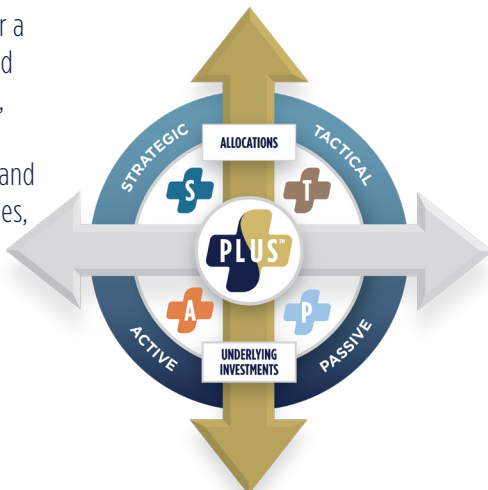 r a
d
,
and
es,
STRATEGIC
ALLOCATIONS
TACTICAL
S
T
PLUS™
A
P
ACTIVE
UNDERLYING
INVESTMENTS
PASSIVE